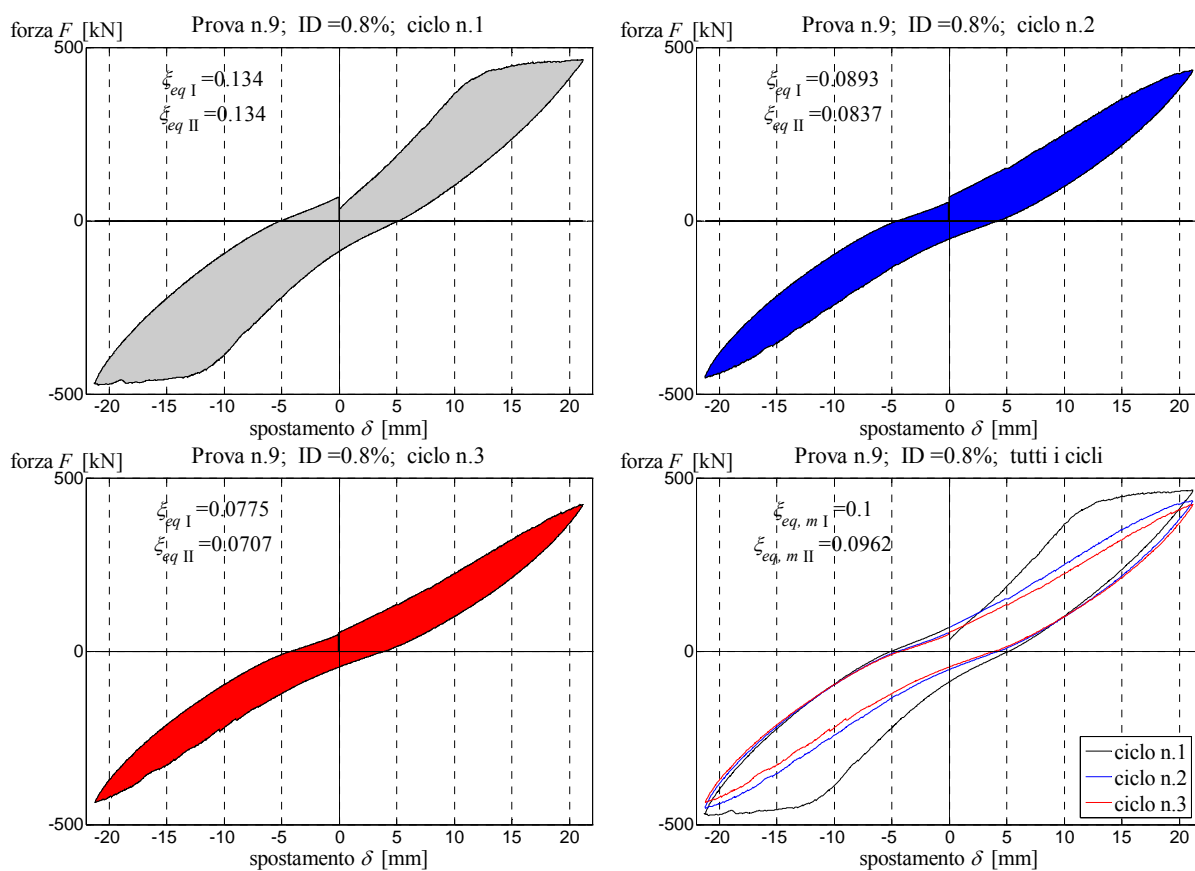 forza F [kN]
Prova n.9; ID =0.8%; ciclo n.1
500
ξeq I =0.134
ξeq II =0.134
0
-500
-20 -15 -10 -5 0 5 10 15 20
spostamento δ [mm]
forza F [kN]
Prova n.9; ID =0.8%; ciclo n.2
500
ξeq I =0.0893
ξeq II =0.0837
0
-500
-20 -15 -10 -5 0 5 10 15 20
spostamento δ [mm]
forza F [kN]
Prova n.9; ID =0.8%; ciclo n.3
500
ξeq I =0.0775
ξeq II =0.0707
0
-500
-20 -15 -10 -5 0 5 10 15 20
spostamento δ [mm]
forza F [kN]
Prova n.9; ID =0.8%; tutti i cicli
500
ξeq, m I =0.1
ξeq, m II =0.0962
0
-500
ciclo n.1
ciclo n.2
ciclo n.3
-20 -15 -10 -5 0 5 10 15 20
spostamento δ [mm]